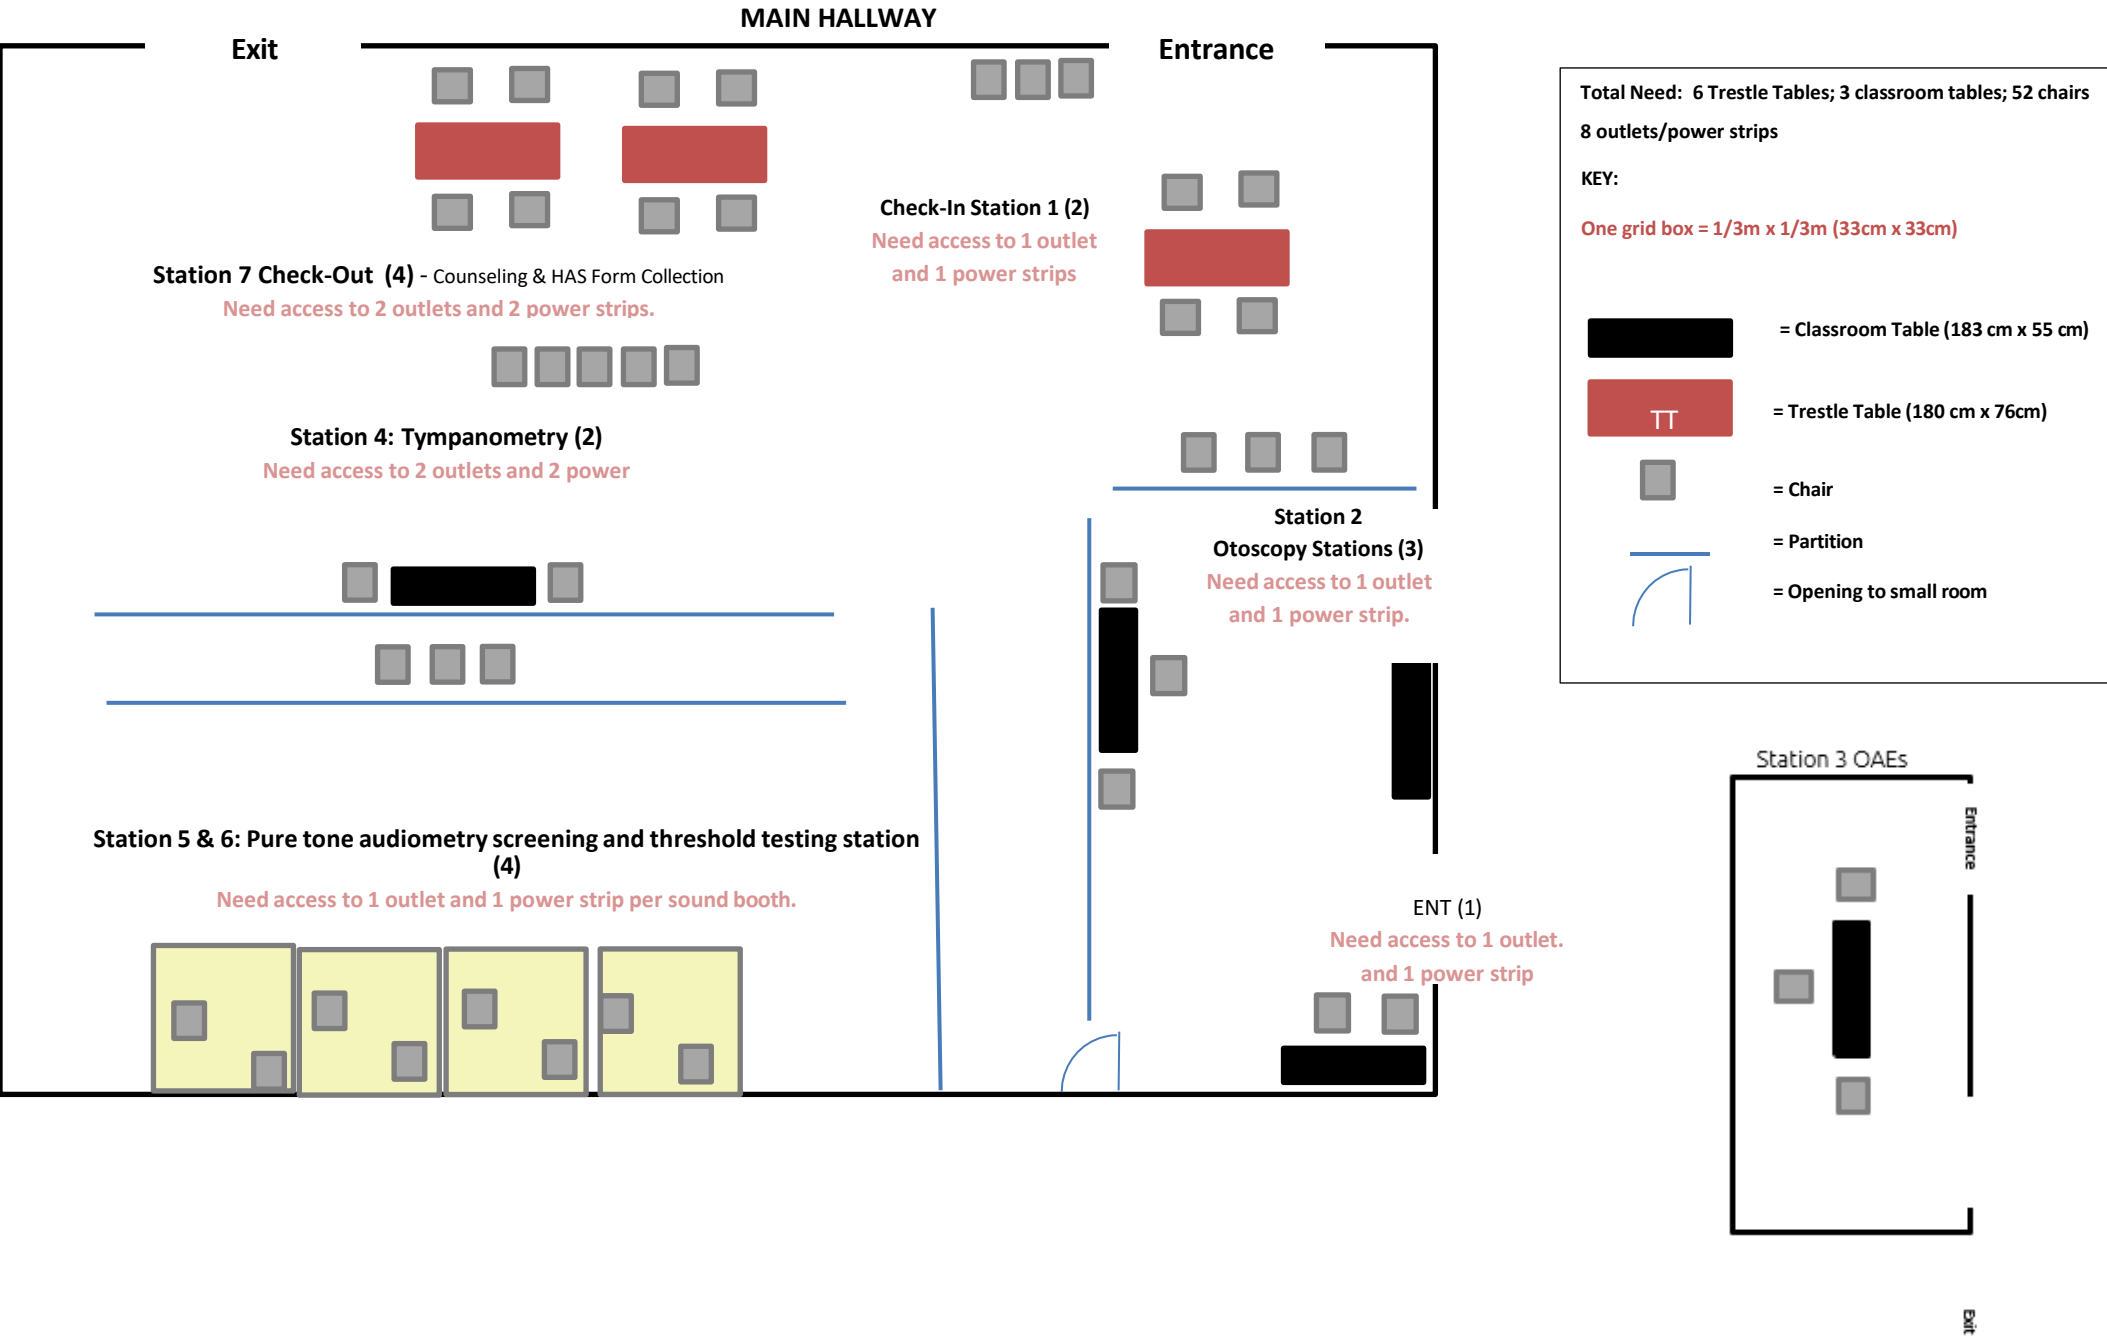 MAIN HALLWAY
Exit
Entrance
Check-In Station 1 (2)
Need access to 1 outlet
and 1 power strips
Station 7 Check-Out  (4) - Counseling & HAS Form Collection
Need access to 2 outlets and 2 power strips.
Station 4: Tympanometry (2)
Need access to 2 outlets and 2 power
Station 2
Otoscopy Stations (3)
Need access to 1 outlet
and 1 power strip.
Station 5 & 6: Pure tone audiometry screening and threshold testing station
(4)
Need access to 1 outlet and 1 power strip per sound booth.
ENT (1)
Need access to 1 outlet.
and 1 power strip
Total Need:  6 Trestle Tables; 3 classroom tables; 52 chairs
8 outlets/power strips
KEY:
One grid box = 1/3m x 1/3m (33cm x 33cm)
= Classroom Table (183 cm x 55 cm)
TT
= Trestle Table (180 cm x 76cm)
= Chair
= Partition
= Opening to small room
Station 3 OAEs
Entrance
Exit